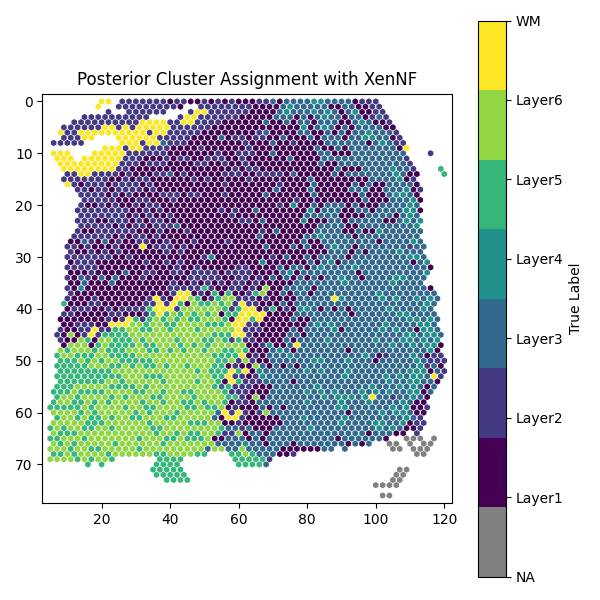 Posterior Cluster Assignment with XenNF
0
10
20
30
40
50
60
70
20
40
60
80
100
120
WM
Layer6
Layer5
Layer4
Layer3
Layer2
Layer1
NA
True Label